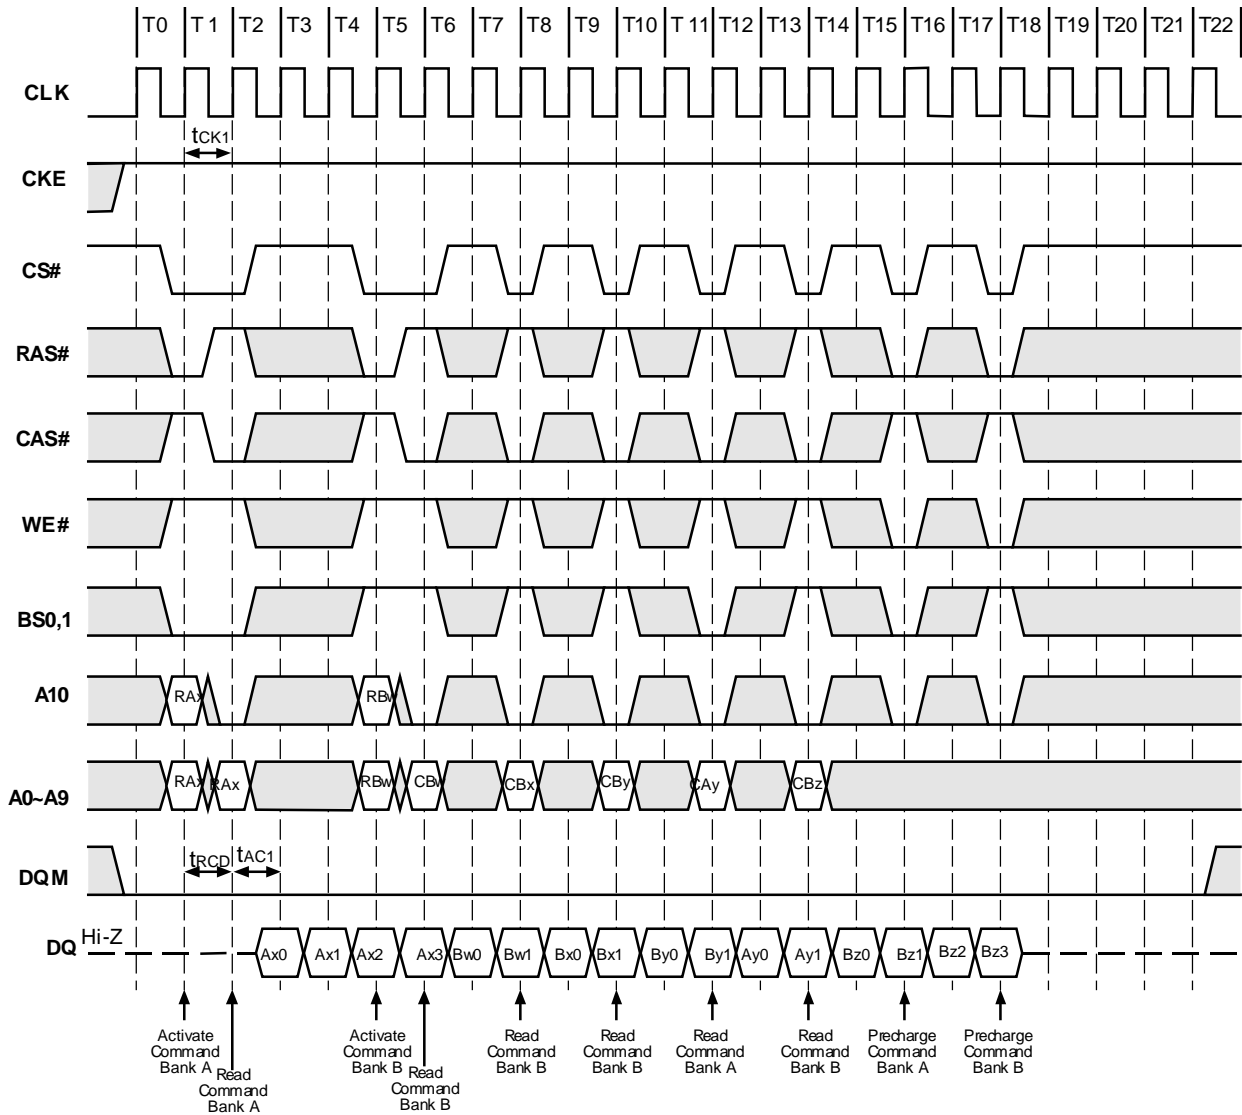 T0 T 1 T2 T3 T4 T5 T6 T7 T8 T9 T10 T 11 T12 T13 T14 T15 T16 T17 T18 T19 T20 T21 T22
CLK
tCK1
CKE
CS#
RAS#
CAS#
WE#
BS0,1
A10
RAx RBw
A0~A9
RAx RAx RBw CBw CBx CBy CAy CBz
DQM
tRCD tAC1
DQ Hi-Z
Ax0 Ax1 Ax2 Ax3 Bw0 Bw1 Bx0 Bx1 By0 By1 Ay0 Ay1 Bz0 Bz1 Bz2 Bz3
Activate
Command
Bank A
Read
Command
Bank A
Activate
Command
Bank B
Read
Command
Bank B
Read
Command
Bank B
Read
Command
Bank B
Read
Command
Bank A
Read
Command
Bank B
Precharge
Command
Bank A
Precharge
Command
Bank B